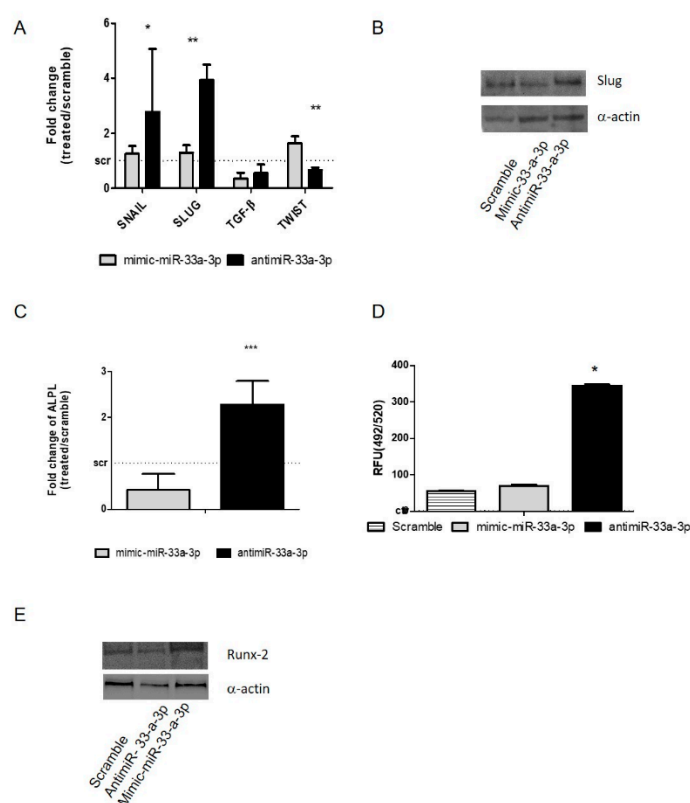 A
Fold change
(treated/scramble)
6
4
2
scr
0
*
**
**
SNAIL
SLUG
TGF-β
TWIST
mimic-miR-33a-3p
antimiR-33a-3p
B
Slug
α-actin
Scramble
Mimic-33-a-3p
AntimiR-33-a-3p
C
Fold change of ALPL
(treated/scramble)
3
2
scr
0
***
mimic-miR-33a-3p
antimiR-33a-3p
D
RFU(492/520)
400
300
200
100
*
Scramble
mimic-miR-33a-3p
antimiR-33a-3p
E
Runx-2
α-actin
Scramble
AntimiR- 33-a-3p
Mimic-miR-33-a-3p